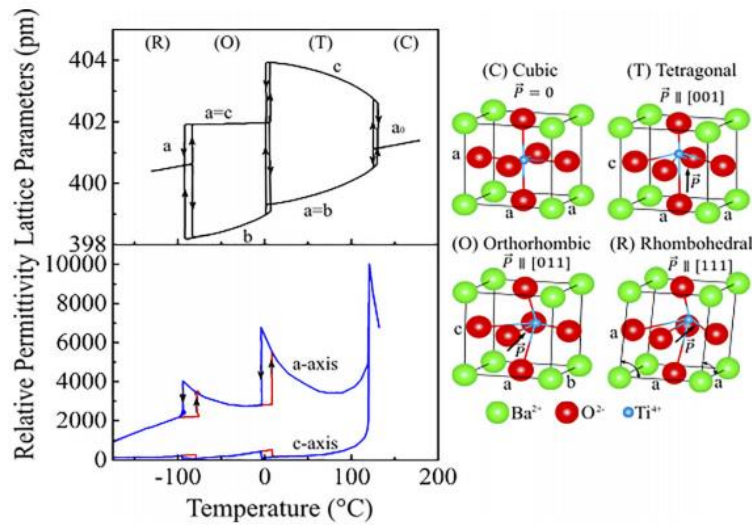 (R) (O) (T) (C)
Lattice Parameters (pm)
404
402
400
398
a
a=c
b
c
a=b
a₀
Relative Permittivity
10000
8000
6000
4000
2000
0
a-axis
c-axis
-100 0 100 200
Temperature (°C)
(C) Cubic
P⃗ = 0
a
a
a
(T) Tetragonal
P⃗ ∥ [001]
c
P⃗
a
a
(O) Orthorhombic
P⃗ ∥ [011]
c
P⃗
a
b
(R) Rhombohedral
P⃗ ∥ [111]
a
P⃗
a
a
Ba²⁺ O²⁻ Ti⁴⁺